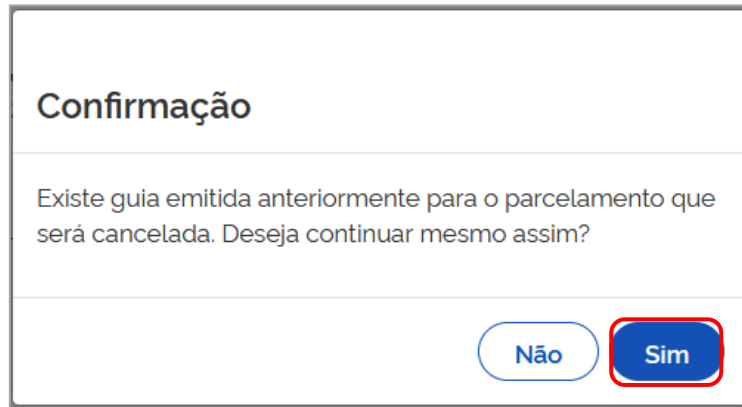 Confirmação
Existe guia emitida anteriormente para o parcelamento que
será cancelada. Deseja continuar mesmo assim?
Não
Sim